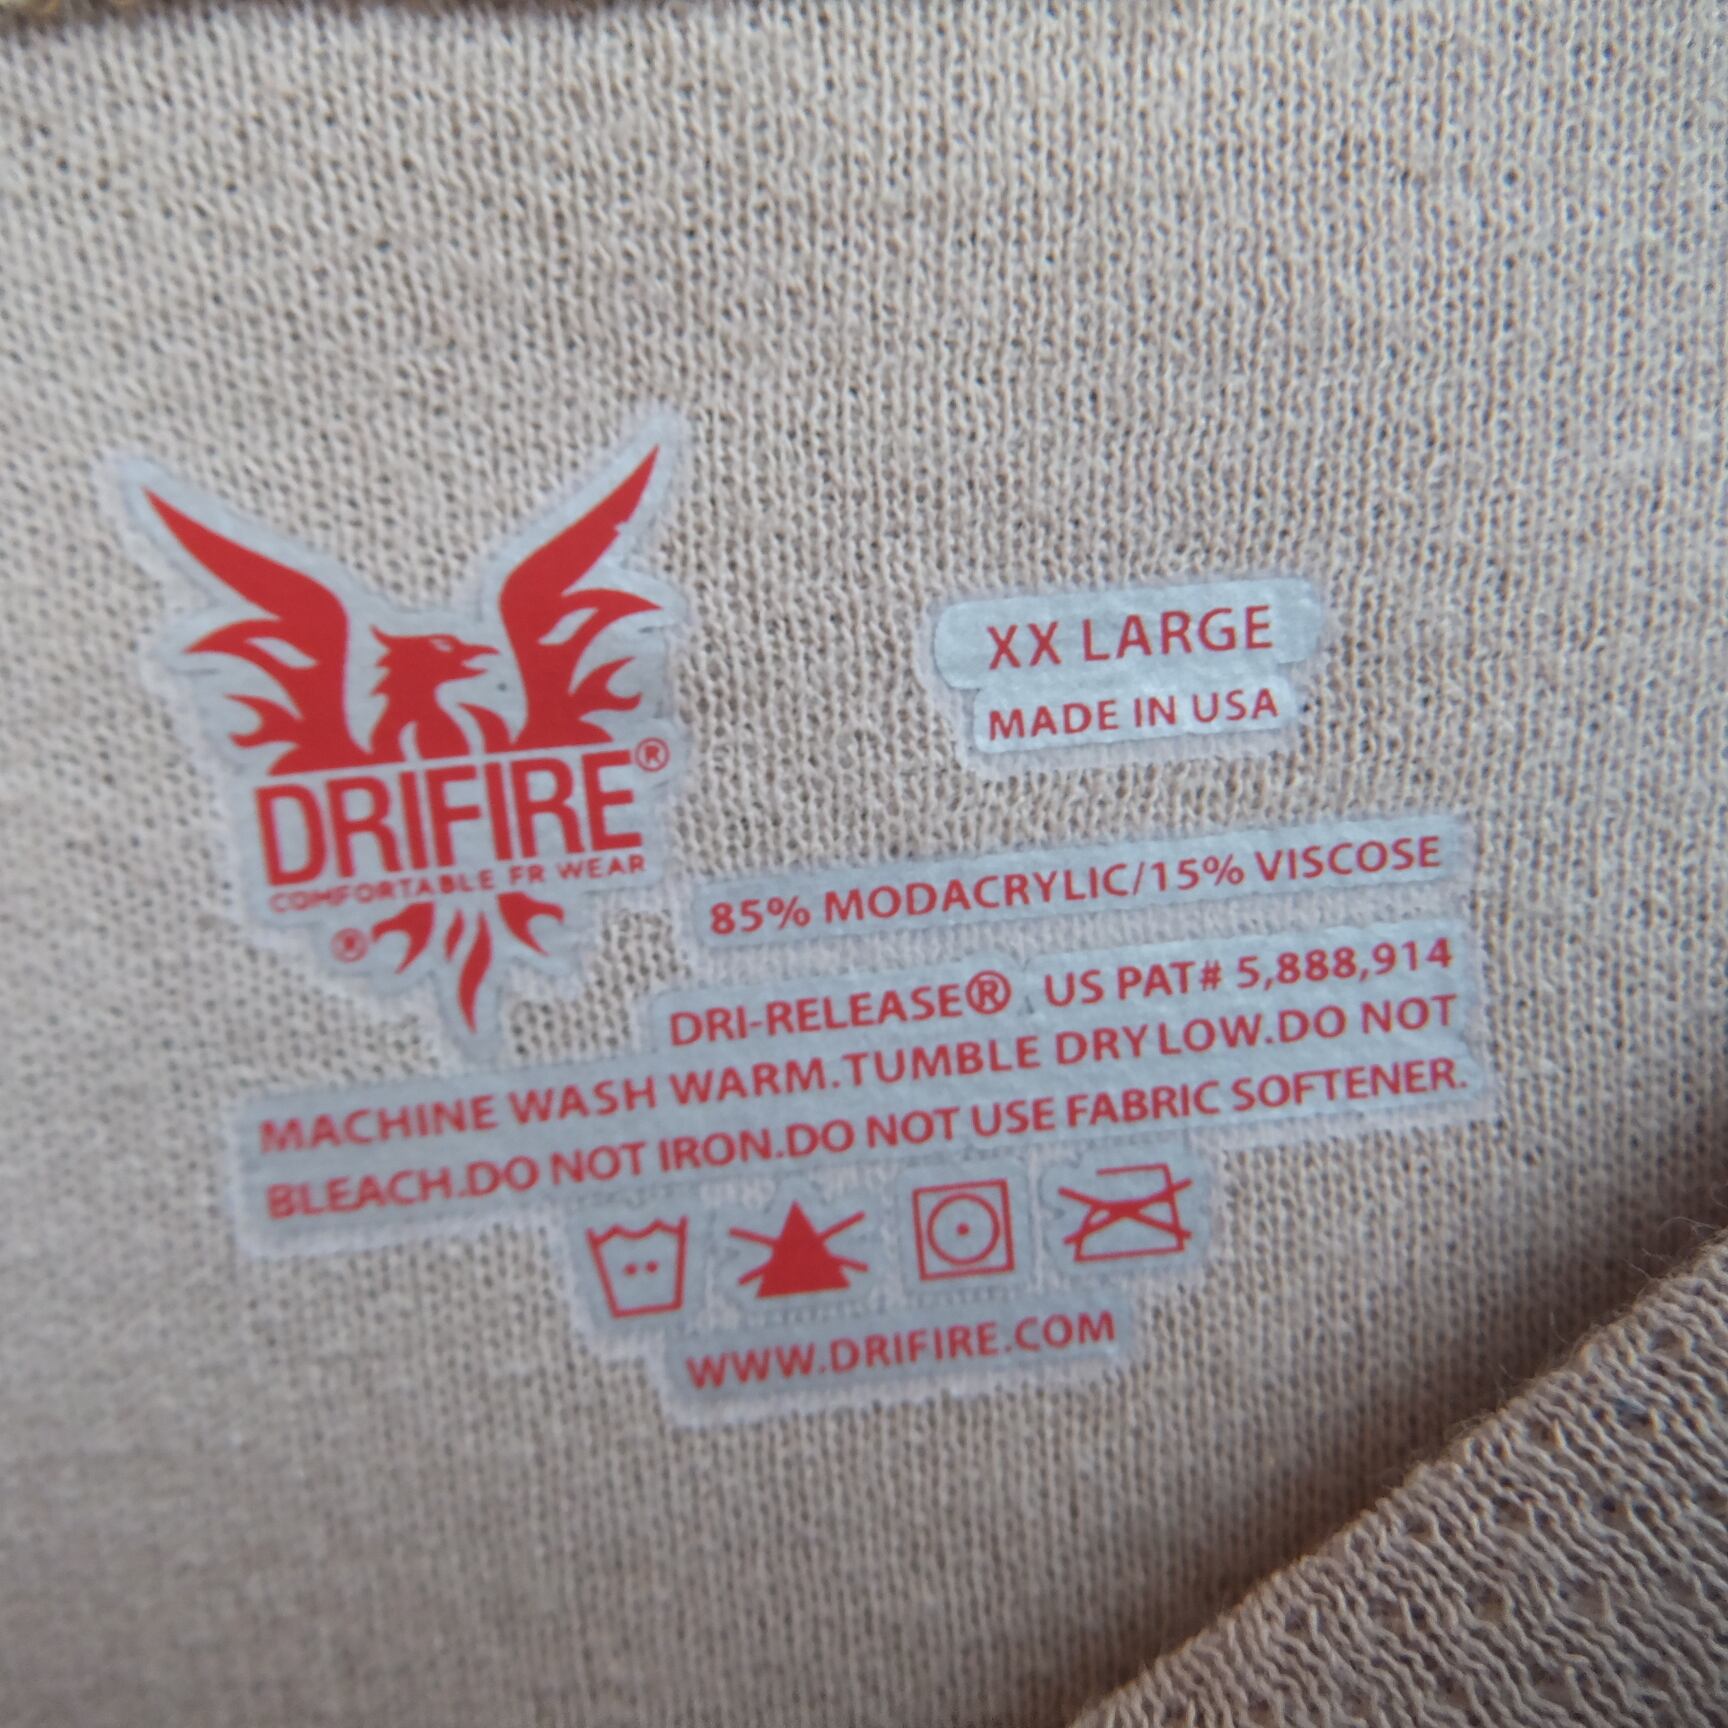 DRIFIRE®
COMFORTABLE FR WEAR
®
XX LARGE
MADE IN USA
85% MODACRYLIC/15% VISCOSE
DRI-RELEASE® US PAT# 5,888,914
MACHINE WASH WARM.TUMBLE DRY LOW.DO NOT
BLEACH.DO NOT IRON.DO NOT USE FABRIC SOFTENER.
WWW.DRIFIRE.COM